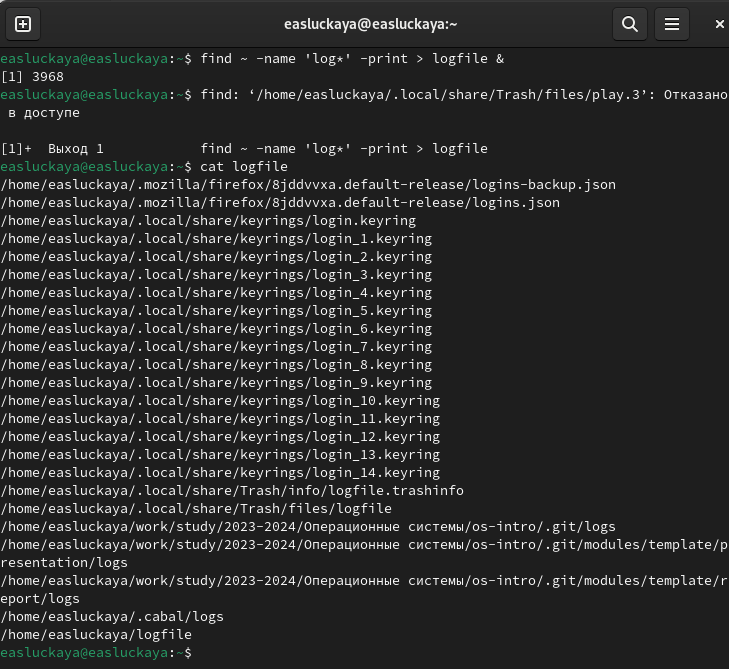 easluckaya@easluckaya:~
easluckaya@easluckaya:~$ find ~ -name 'log*' -print > logfile &
[1] 3968
easluckaya@easluckaya:~$ find: ‘/home/easluckaya/.local/share/Trash/files/play.3’: Отказано
 в доступе
[1]+  Выход 1            find ~ -name 'log*' -print > logfile
easluckaya@easluckaya:~$ cat logfile
/home/easluckaya/.mozilla/firefox/8jddvvxa.default-release/logins-backup.json
/home/easluckaya/.mozilla/firefox/8jddvvxa.default-release/logins.json
/home/easluckaya/.local/share/keyrings/login.keyring
/home/easluckaya/.local/share/keyrings/login_1.keyring
/home/easluckaya/.local/share/keyrings/login_2.keyring
/home/easluckaya/.local/share/keyrings/login_3.keyring
/home/easluckaya/.local/share/keyrings/login_4.keyring
/home/easluckaya/.local/share/keyrings/login_5.keyring
/home/easluckaya/.local/share/keyrings/login_6.keyring
/home/easluckaya/.local/share/keyrings/login_7.keyring
/home/easluckaya/.local/share/keyrings/login_8.keyring
/home/easluckaya/.local/share/keyrings/login_9.keyring
/home/easluckaya/.local/share/keyrings/login_10.keyring
/home/easluckaya/.local/share/keyrings/login_11.keyring
/home/easluckaya/.local/share/keyrings/login_12.keyring
/home/easluckaya/.local/share/keyrings/login_13.keyring
/home/easluckaya/.local/share/keyrings/login_14.keyring
/home/easluckaya/.local/share/Trash/info/logfile.trashinfo
/home/easluckaya/.local/share/Trash/files/logfile
/home/easluckaya/work/study/2023-2024/Операционные системы/os-intro/.git/logs
/home/easluckaya/work/study/2023-2024/Операционные системы/os-intro/.git/modules/template/p
resentation/logs
/home/easluckaya/work/study/2023-2024/Операционные системы/os-intro/.git/modules/template/r
eport/logs
/home/easluckaya/.cabal/logs
/home/easluckaya/logfile
easluckaya@easluckaya:~$